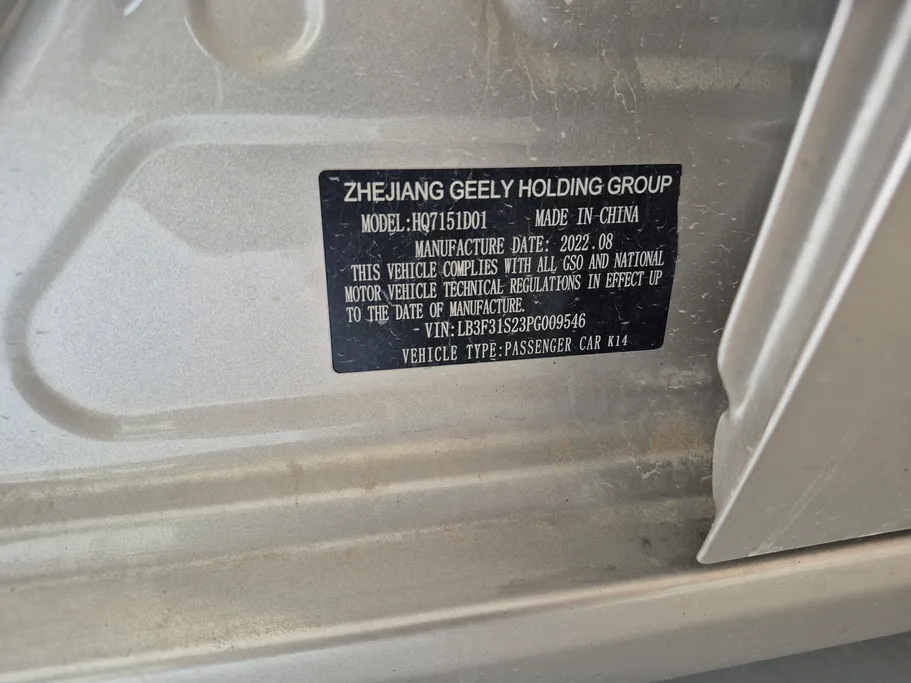 ZHEJIANG GEELY HOLDING GROUP
MODEL:HQ7151D01 MADE IN CHINA
MANUFACTURE DATE: 2022.08
THIS VEHICLE COMPLIES WITH ALL GSO AND NATIONAL
MOTOR VEHICLE TECHNICAL REGULATIONS IN EFFECT UP
TO THE DATE OF MANUFACTURE.
VIN:LB3F31S23PG009546
VEHICLE TYPE:PASSENGER CAR K14